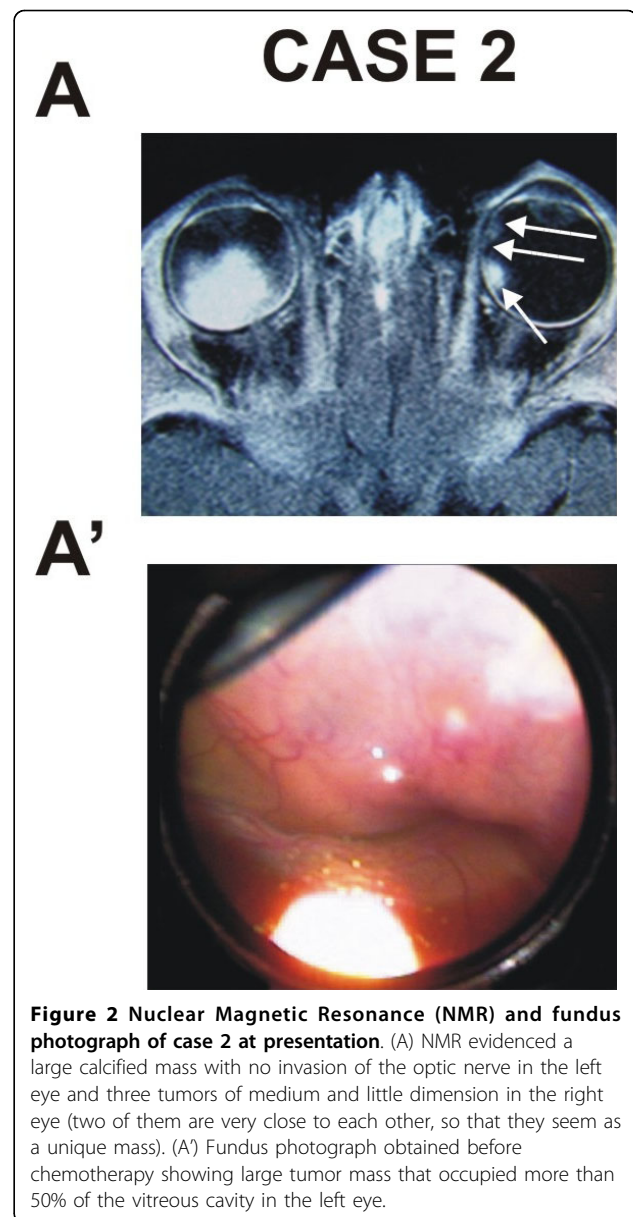 CASE 2
A
A'
Figure 2 Nuclear Magnetic Resonance (NMR) and fundus
photograph of case 2 at presentation. (A) NMR evidenced a
large calcified mass with no invasion of the optic nerve in the left
eye and three tumors of medium and little dimension in the right
eye (two of them are very close to each other, so that they seem as
a unique mass). (A') Fundus photograph obtained before
chemotherapy showing large tumor mass that occupied more than
50% of the vitreous cavity in the left eye.